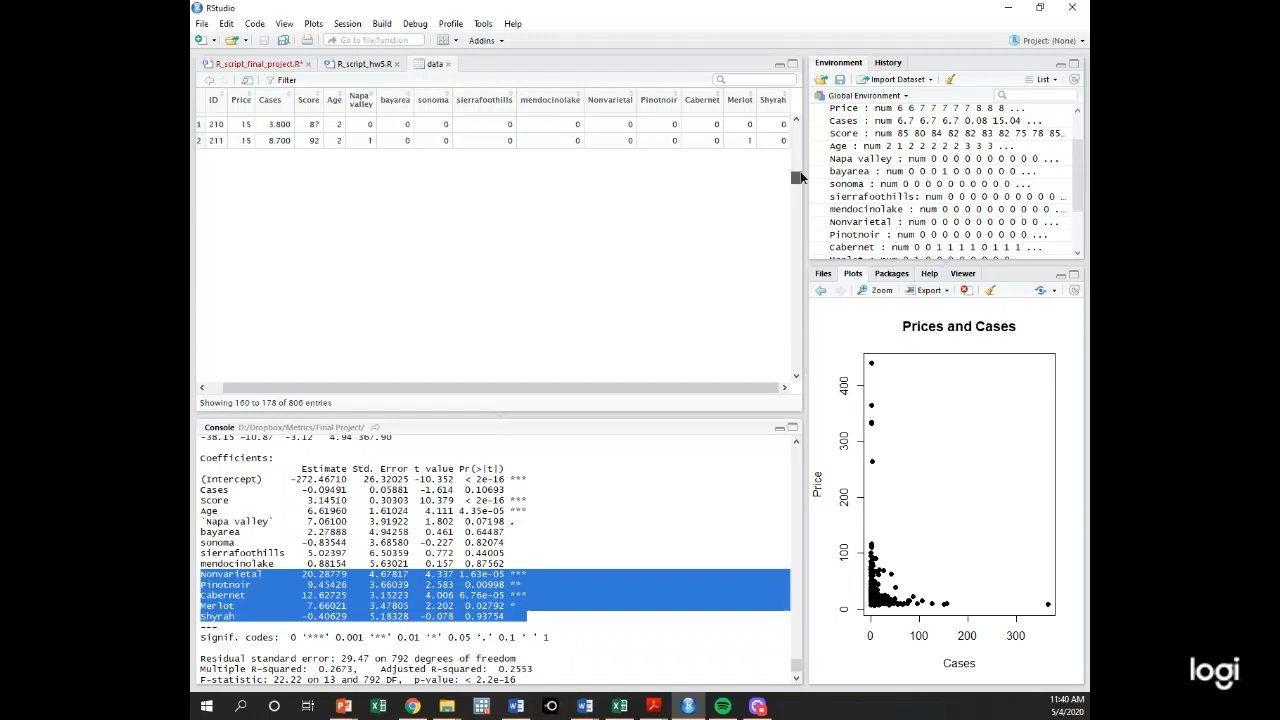 RStudio
File Edit Code View Plots Session Build Debug Profile Tools Help
Go to file/function Addins Project: (None)
R_script_final_project.R* R_script_hw5.R data
Filter
ID Price Cases Score Age Napa valley bayarea sonoma sierrafoothills mendocinolake Nonvarietal Pinotnoir Cabernet Merlot Shyrah
1 210 15 3.800 87 2 0 0 0 0 0 0 0 0 0 0
2 211 15 8.700 92 2 1 0 0 0 0 0 0 0 1 0
Showing 160 to 178 of 806 entries
Console D:/Dropbox/Metrics/Final Project/
-38.15 -10.87 -3.12 4.94 367.90
Coefficients:
Estimate Std. Error t value Pr(>|t|)
(Intercept) -272.46710 26.32025 -10.352 < 2e-16 ***
Cases -0.09491 0.05881 -1.614 0.10693
Score 3.14510 0.30303 10.379 < 2e-16 ***
Age 6.61960 1.61024 4.111 4.35e-05 ***
`Napa valley` 7.06100 3.91922 1.802 0.07198 .
bayarea 2.27888 4.94258 0.461 0.64487
sonoma -0.83544 3.68580 -0.227 0.82074
sierrafoothills 5.02397 6.50359 0.772 0.44005
mendocinolake 0.88154 5.63021 0.157 0.87562
Nonvarietal 20.28779 4.67817 4.337 1.63e-05 ***
Pinotnoir 9.45426 3.66039 2.583 0.00998 **
Cabernet 12.62725 3.15223 4.006 6.76e-05 ***
Merlot 7.66021 3.47805 2.202 0.02792 *
Shyrah -0.40629 5.18328 -0.078 0.93754
---
Signif. codes: 0 '***' 0.001 '**' 0.01 '*' 0.05 '.' 0.1 ' ' 1
Residual standard error: 29.47 on 792 degrees of freedom
Multiple R-squared: 0.2673, Adjusted R-squared: 0.2553
F-statistic: 22.22 on 13 and 792 DF, p-value: < 2.2e-16
Environment History
Import Dataset List
Global Environment
Price : num 6 6 7 7 7 7 7 8 8 8 ...
Cases : num 6.7 6.7 6.7 0.08 15.04 ...
Score : num 85 80 84 82 82 83 82 75 78 85...
Age : num 2 1 2 2 2 2 2 3 3 3 ...
Napa valley : num 0 0 0 0 0 0 0 0 0 0 ...
bayarea : num 0 0 0 1 0 0 0 0 0 0 ...
sonoma : num 0 0 0 0 0 0 0 0 0 0 ...
sierrafoothills: num 0 0 0 0 0 0 0 0 0 0 ...
mendocinolake : num 0 0 0 0 0 0 0 0 0 0 ...
Nonvarietal : num 0 0 0 0 0 0 0 0 0 0 ...
Pinotnoir : num 0 0 0 0 0 0 0 0 0 0 ...
Cabernet : num 0 0 1 1 1 1 0 1 1 1 ...
Files Plots Packages Help Viewer
Zoom Export
Prices and Cases
Price
400
300
200
100
0
0 100 200 300
Cases
logi
11:40 AM
5/4/2020